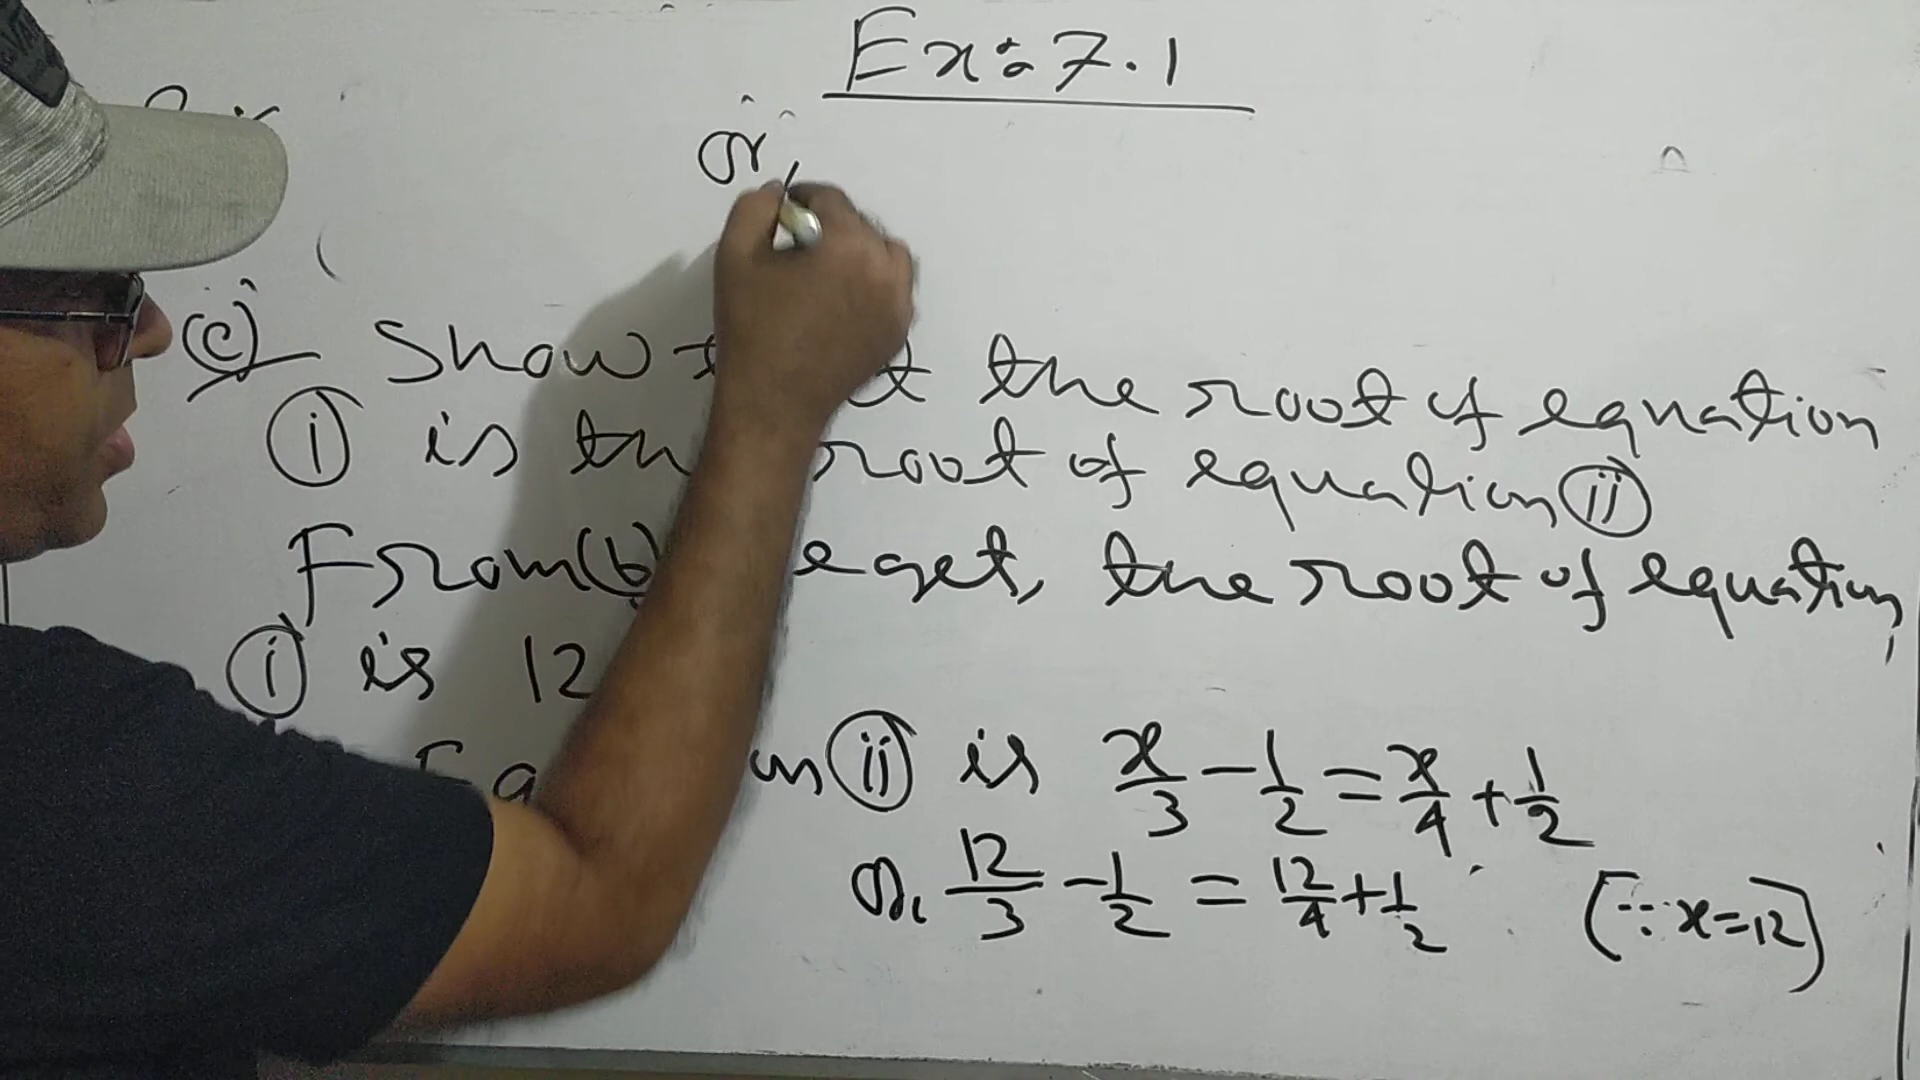 Ex: 7.1
or,
(c) Show the root of equation
(i) is the root of equation (ii)
From (b) get, the root of equation
(i) is 12
(ii) is x/3 - 1/2 = x/4 + 1/2
or, 12/3 - 1/2 = 12/4 + 1/2 (∵ x=12)